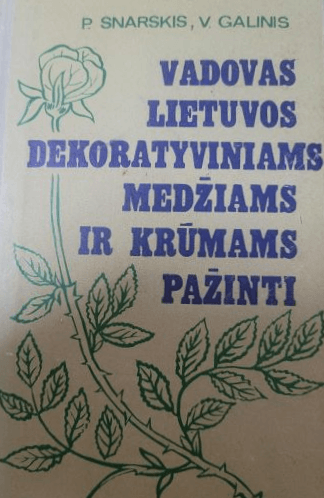 P. SNARSKIS, V. GALINIS
VADOVAS
LIETUVOS
DEKORATYVINIAMS
MEDŽIAMS
IR KRŪMAMS
PAŽINTI